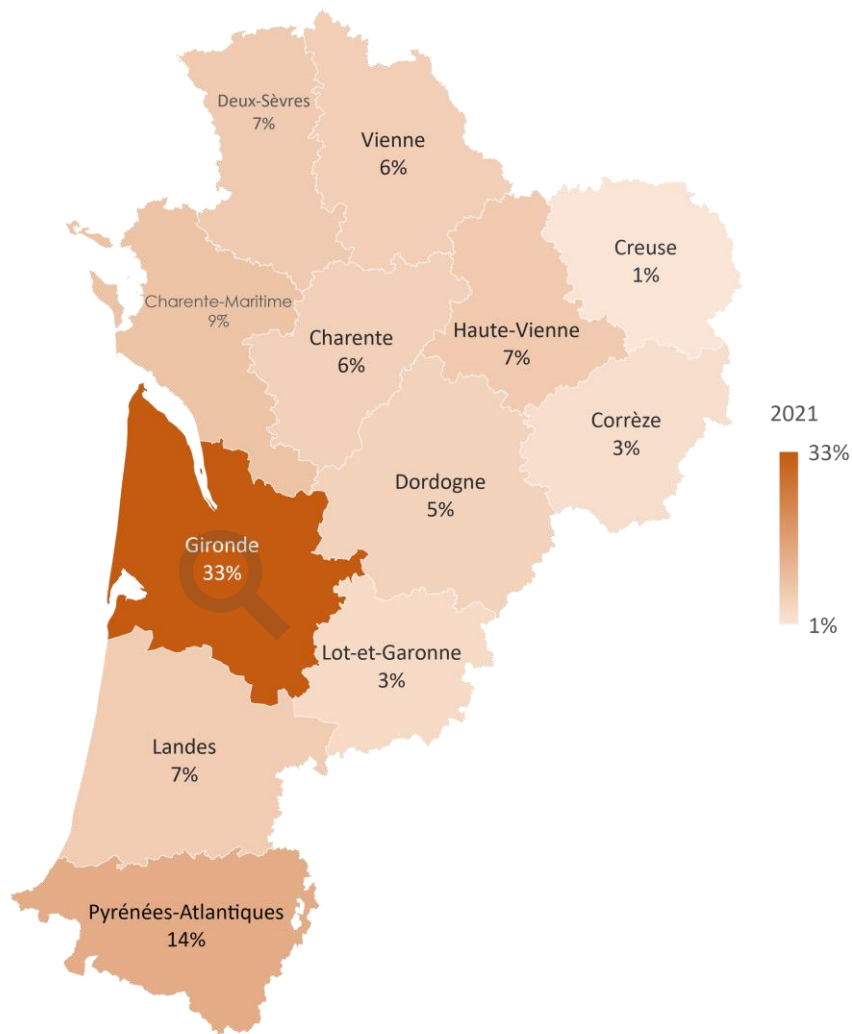 Deux-Sèvres
7%
Vienne
6%
Creuse
1%
Charente-Maritime
9%
Charente
6%
Haute-Vienne
7%
Corrèze
3%
2021
33%
1%
Dordogne
5%
Gironde
33%
Lot-et-Garonne
3%
Landes
7%
Pyrénées-Atlantiques
14%